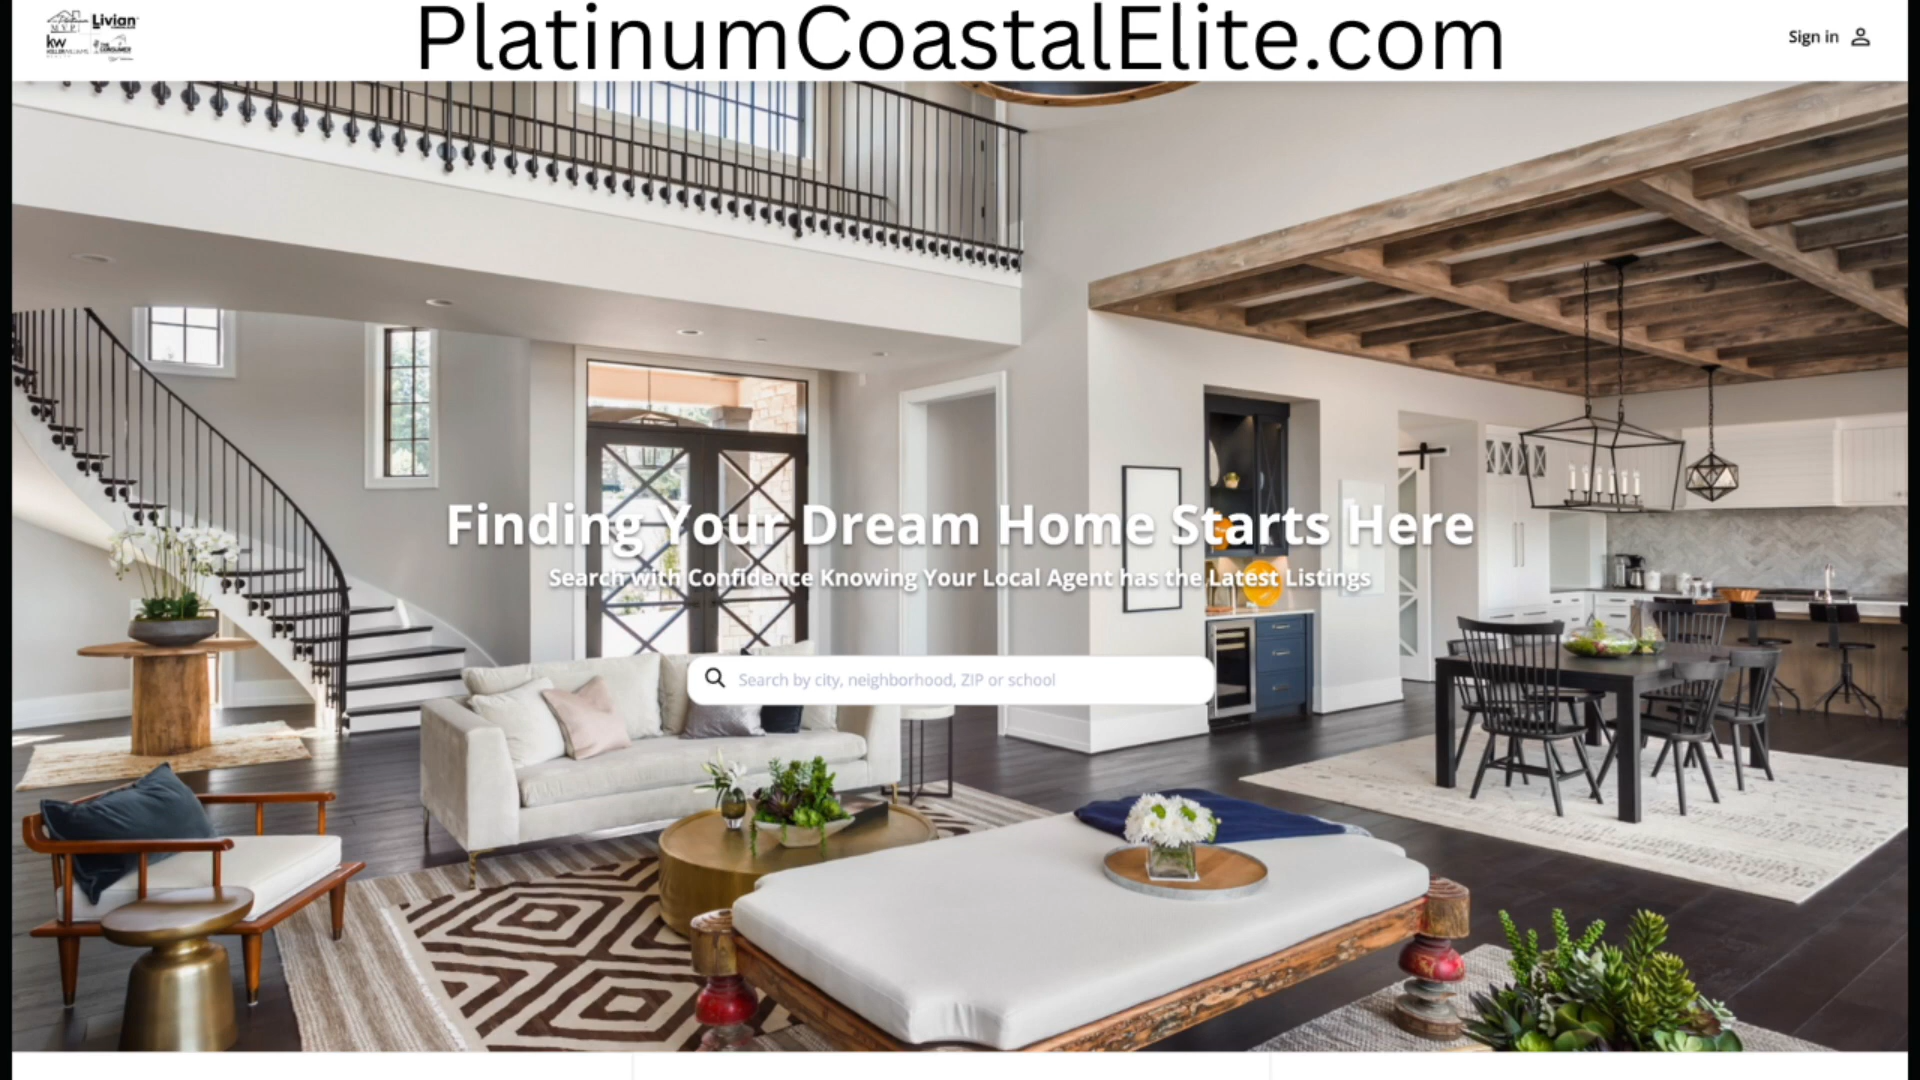 PlatinumCoastalElite.com
MVP
Livian
kw
Sign in
Finding Your Dream Home Starts Here
Search with Confidence Knowing Your Local Agent has the Latest Listings
Search by city, neighborhood, ZIP or school